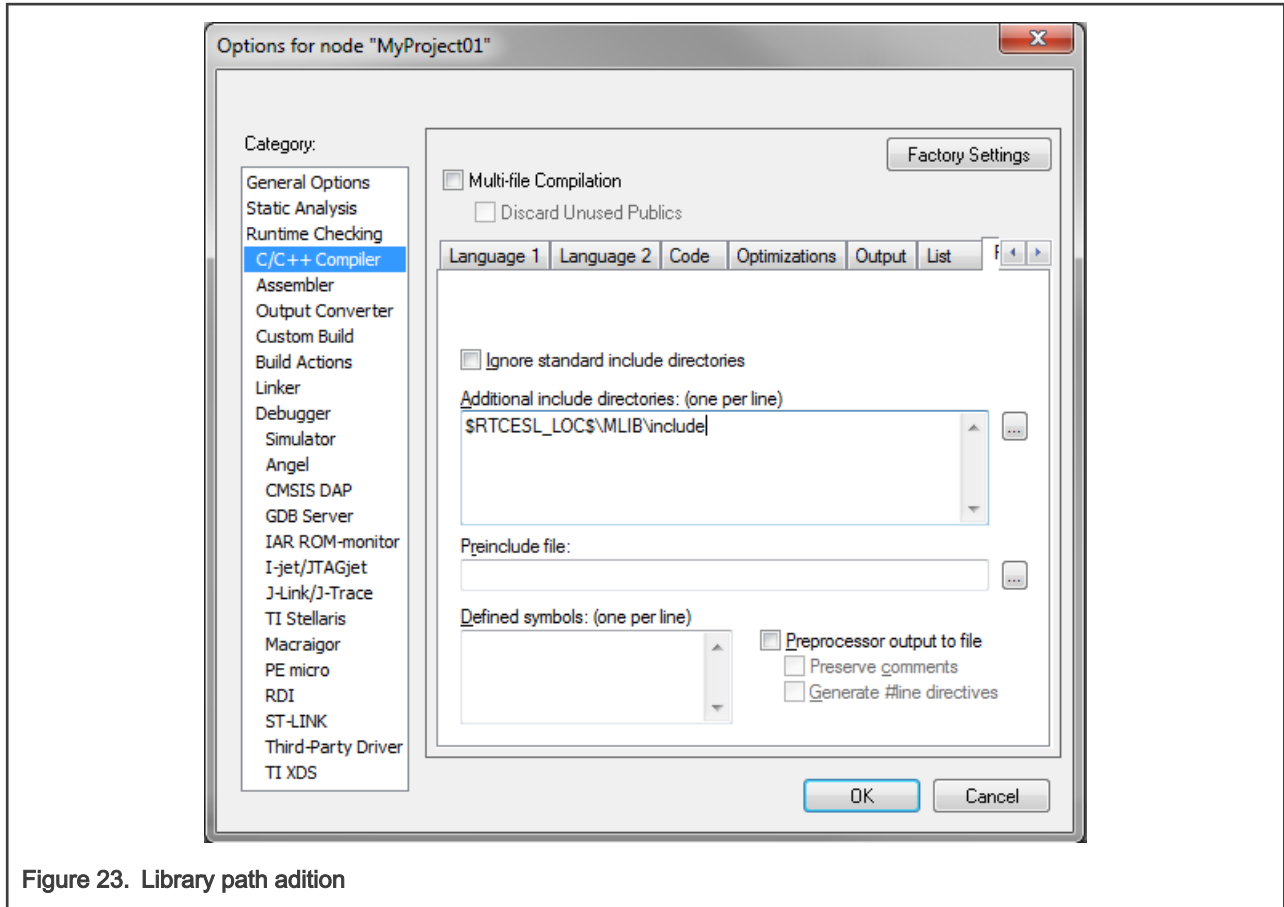 Options for node "MyProject01"
Category:
General Options
Static Analysis
Runtime Checking
C/C++ Compiler
Assembler
Output Converter
Custom Build
Build Actions
Linker
Debugger
Simulator
Angel
CMSIS DAP
GDB Server
IAR ROM-monitor
I-jet/JTAGjet
J-Link/J-Trace
TI Stellaris
Macraigor
PE micro
RDI
ST-LINK
Third-Party Driver
TI XDS
Factory Settings
Multi-file Compilation
Discard Unused Publics
Language 1 Language 2 Code Optimizations Output List
Ignore standard include directories
Additional include directories: (one per line)
$RTCESL_LOC$\MLIB\include
...
Preinclude file:
...
Defined symbols: (one per line)
Preprocessor output to file
Preserve comments
Generate #line directives
OK Cancel
Figure 23. Library path adition